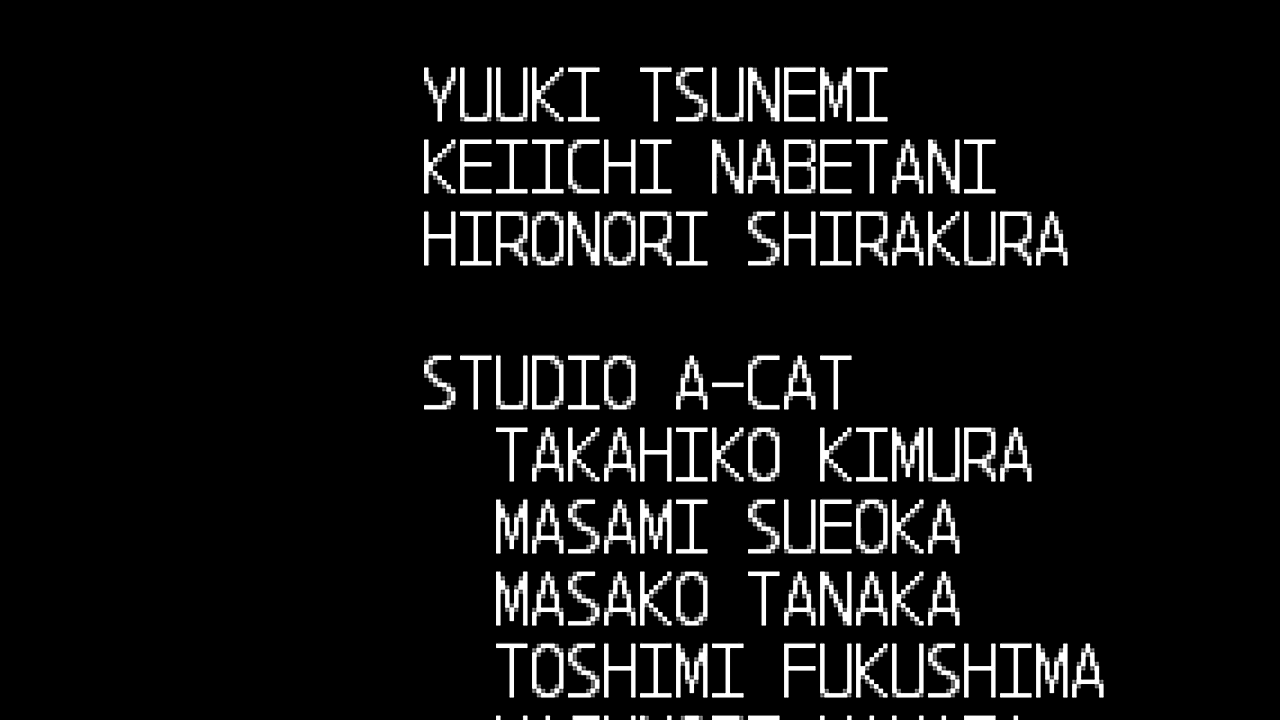 YUUKI TSUNEMI
KEIICHI NABETANI
HIRONORI SHIRAKURA
STUDIO A-CAT
TAKAHIKO KIMURA
MASAMI SUEOKA
MASAKO TANAKA
TOSHIMI FUKUSHIMA